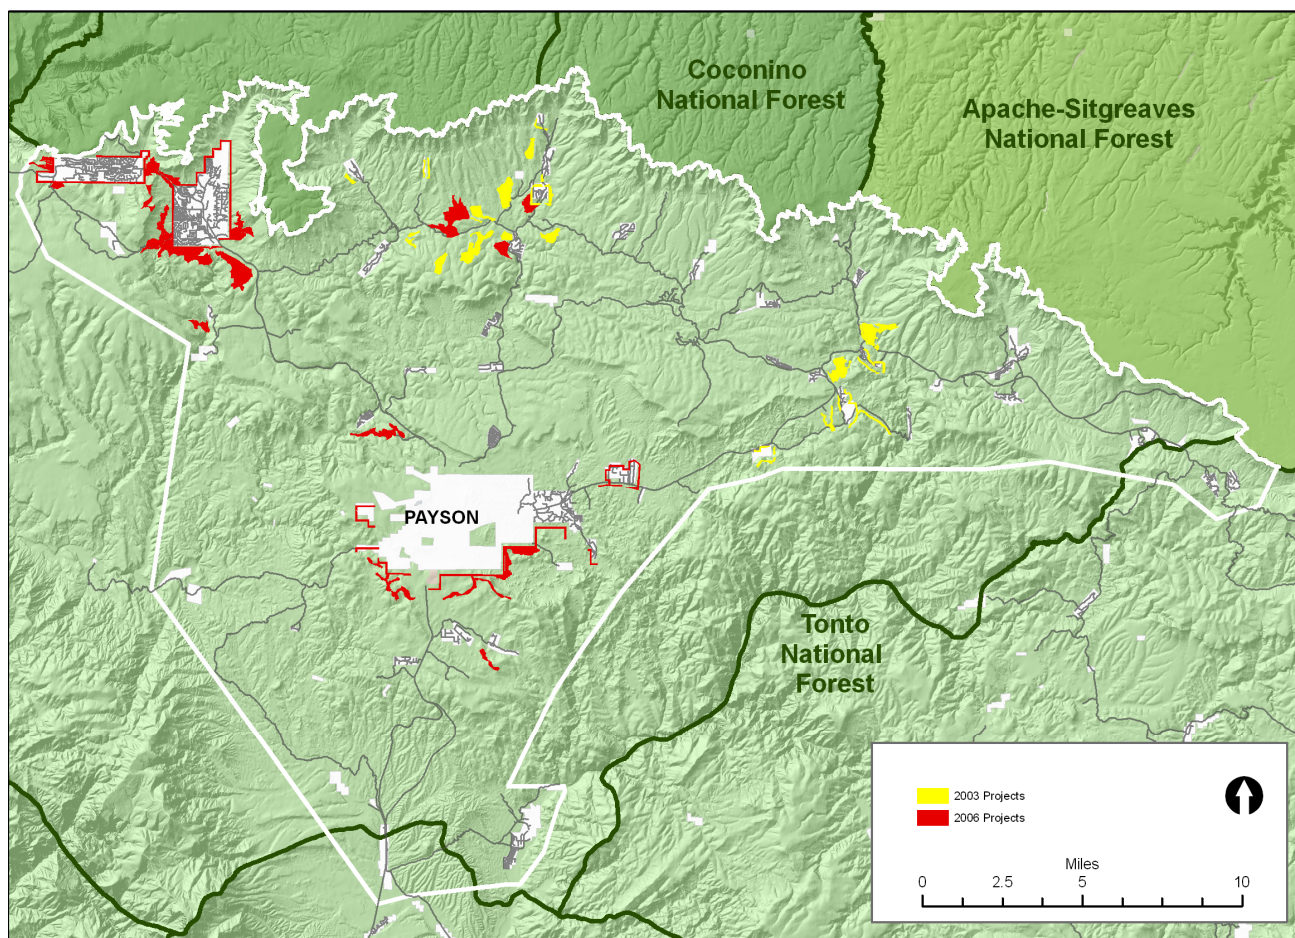 Coconino
National Forest
Apache-Sitgreaves
National Forest
PAYSON
Tonto
National
Forest
2003 Projects
2006 Projects
Miles
0 2.5 5 10